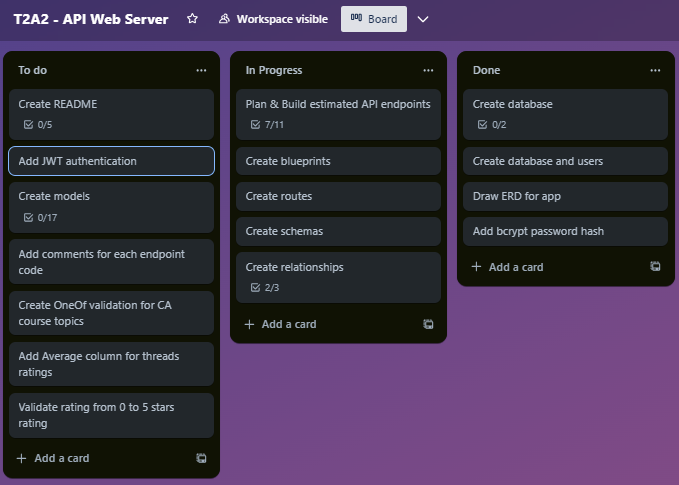 T2A2 - API Web Server
Workspace visible
Board
To do
Create README
0/5
Add JWT authentication
Create models
0/17
Add comments for each endpoint
code
Create OneOf validation for CA
course topics
Add Average column for threads
ratings
Validate rating from 0 to 5 stars
rating
Add a card
In Progress
Plan & Build estimated API endpoints
7/11
Create blueprints
Create routes
Create schemas
Create relationships
2/3
Add a card
Done
Create database
0/2
Create database and users
Draw ERD for app
Add bcrypt password hash
Add a card